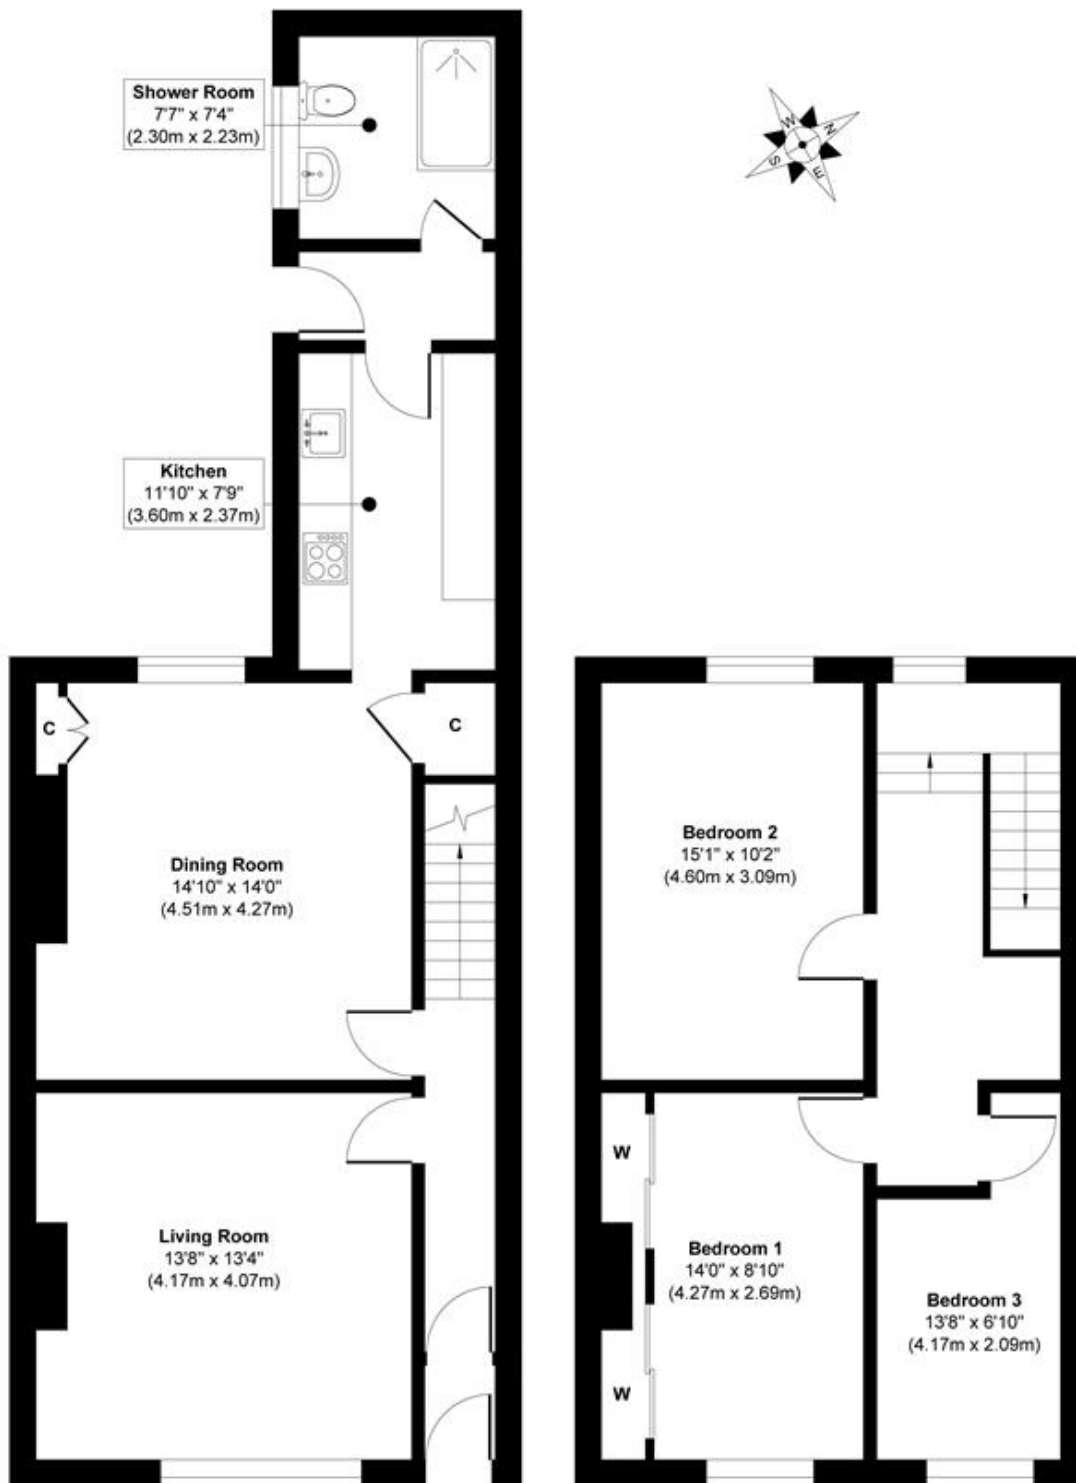 Shower Room
7'7" x 7'4"
(2.30m x 2.23m)
W
N
S
E
Kitchen
11'10" x 7'9"
(3.60m x 2.37m)
C
C
Dining Room
14'10" x 14'0"
(4.51m x 4.27m)
Living Room
13'8" x 13'4"
(4.17m x 4.07m)
Bedroom 2
15'1" x 10'2"
(4.60m x 3.09m)
W
Bedroom 1
14'0" x 8'10"
(4.27m x 2.69m)
W
Bedroom 3
13'8" x 6'10"
(4.17m x 2.09m)